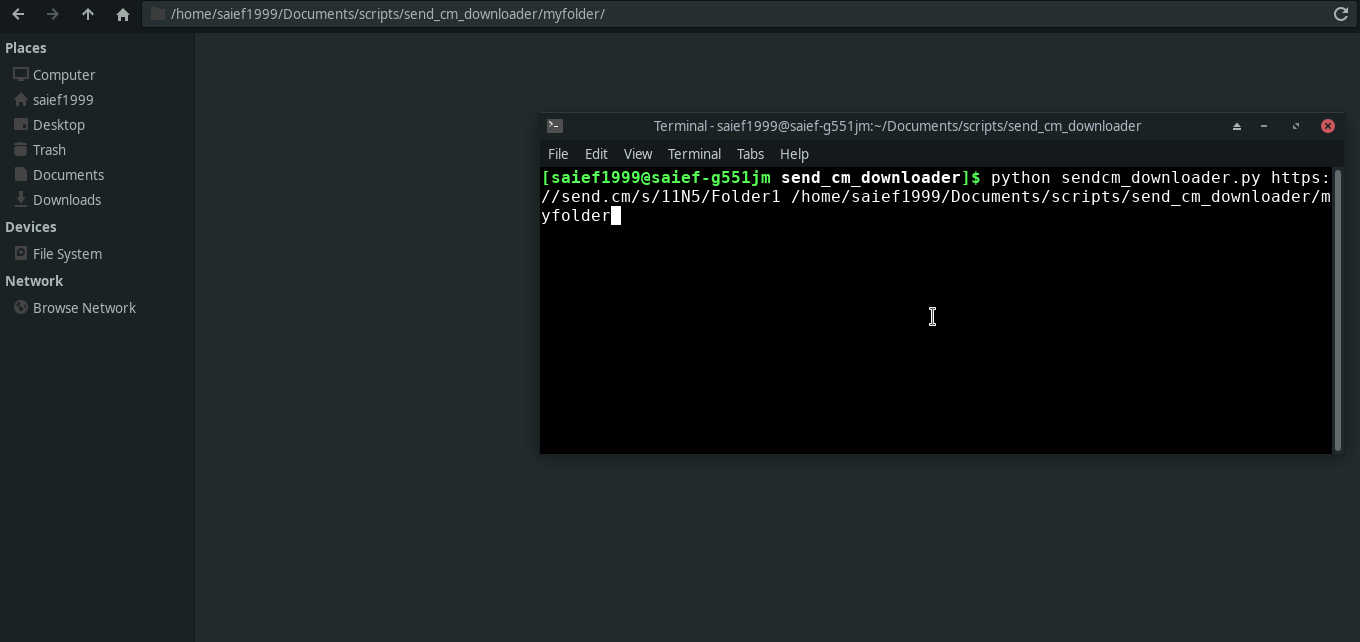 /home/saief1999/Documents/scripts/send_cm_downloader/myfolder/
Places
Computer
saief1999
Desktop
Trash
Documents
Downloads
Devices
File System
Network
Browse Network
Terminal - saief1999@saief-g551jm:~/Documents/scripts/send_cm_downloader
File Edit View Terminal Tabs Help
[saief1999@saief-g551jm send_cm_downloader]$ python sendcm_downloader.py https:
//send.cm/s/11N5/Folder1 /home/saief1999/Documents/scripts/send_cm_downloader/m
yfolder